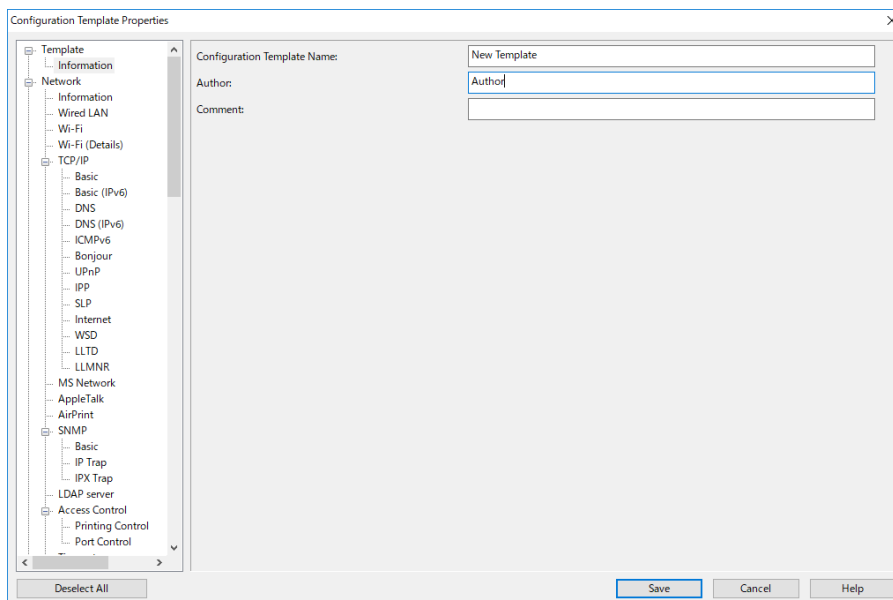 Configuration Template Properties
Template
Information
Network
Information
Wired LAN
Wi-Fi
Wi-Fi (Details)
TCP/IP
Basic
Basic (IPv6)
DNS
DNS (IPv6)
ICMPv6
Bonjour
UPnP
IPP
SLP
Internet
WSD
LLTD
LLMNR
MS Network
AppleTalk
AirPrint
SNMP
Basic
IP Trap
IPX Trap
LDAP server
Access Control
Printing Control
Port Control
Configuration Template Name: New Template
Author: Author
Comment:
Deselect All Save Cancel Help